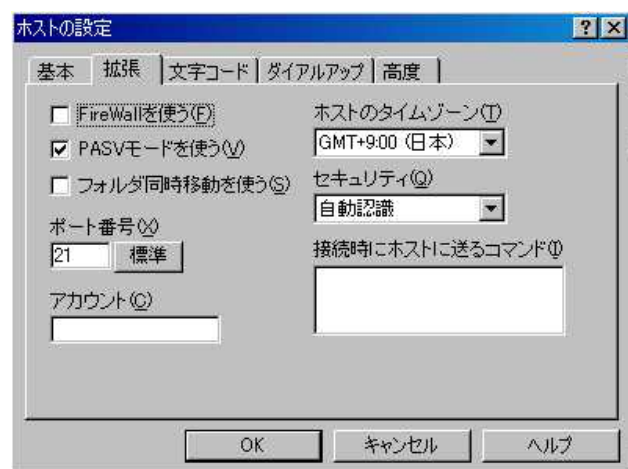 ホストの設定
基本 拡張 文字コード ダイアルアップ 高度
FireWallを使う(F)
PASVモードを使う(V)
フォルダ同時移動を使う(S)
ポート番号(X)
21 標準
アカウント(C)
ホストのタイムゾーン(T)
GMT+9:00 (日本)
セキュリティ(Q)
自動認識
接続時にホストに送るコマンド(I)
OK キャンセル ヘルプ